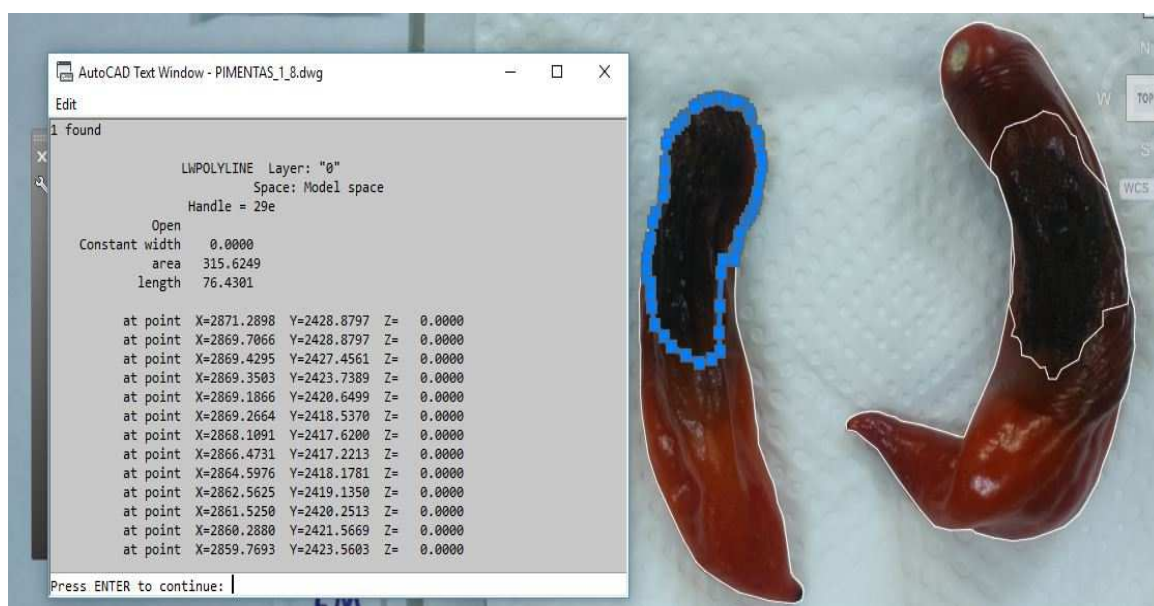 AutoCAD Text Window - PIMENTAS_1_8.dwg
Edit
1 found
LWPOLYLINE Layer: "0"
Space: Model space
Handle = 29e
Open
Constant width 0.0000
area 315.6249
length 76.4301
at point X=2871.2898 Y=2428.8797 Z= 0.0000
at point X=2869.7066 Y=2428.8797 Z= 0.0000
at point X=2869.4295 Y=2427.4561 Z= 0.0000
at point X=2869.3503 Y=2423.7389 Z= 0.0000
at point X=2869.1866 Y=2420.6499 Z= 0.0000
at point X=2869.2664 Y=2418.5370 Z= 0.0000
at point X=2868.1091 Y=2417.6200 Z= 0.0000
at point X=2866.4731 Y=2417.2213 Z= 0.0000
at point X=2864.5976 Y=2418.1781 Z= 0.0000
at point X=2862.5625 Y=2419.1350 Z= 0.0000
at point X=2861.5250 Y=2420.2513 Z= 0.0000
at point X=2860.2880 Y=2421.5669 Z= 0.0000
at point X=2859.7693 Y=2423.5603 Z= 0.0000
Press ENTER to continue:
N
W
TOP
S
WCS